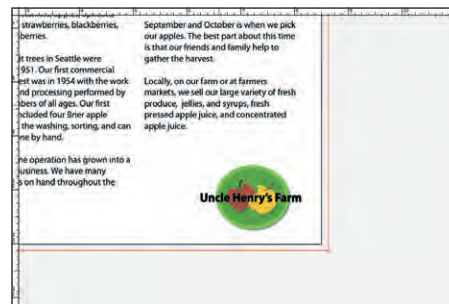 strawberries, blackberries,
berries.
t trees in Seattle were
951. Our first commercial
est was in 1954 with the work
nd processing performed by
bers of all ages. Our first
ncluded four Brier apple
the washing, sorting, and can
ne by hand.
ne operation has grown into a
usiness. We have many
s on hand throughout the
September and October is when we pick
our apples. The best part about this time
is that our friends and family help to
gather the harvest.
Locally, on our farm or at farmers
markets, we sell our large variety of fresh
produce, jellies, and syrups, fresh
pressed apple juice, and concentrated
apple juice.
Uncle Henry's Farm